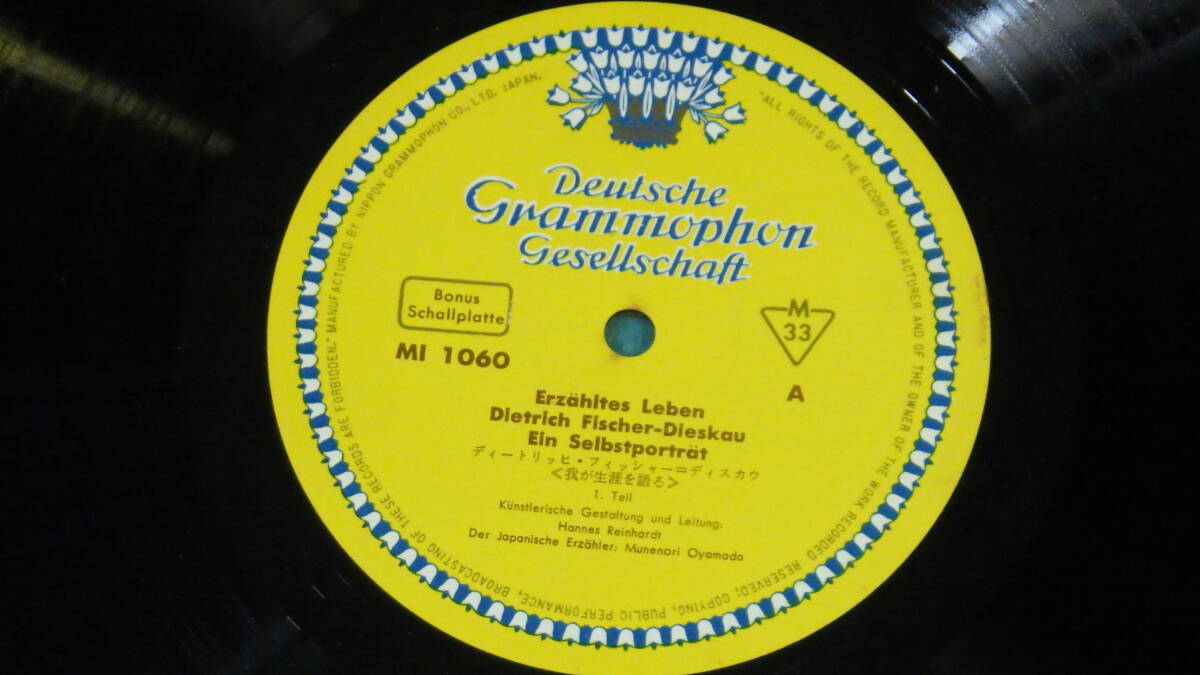 Deutsche
Grammophon
Gesellschaft
Bonus
Schallplatte
MI 1060
M
33
A
Erzähltes Leben
Dietrich Fischer-Dieskau
Ein Selbstporträt
ディートリッヒ・フィッシャー=ディスカウ
<我が生涯を語る>
1. Teil
Künstlerische Gestaltung und Leitung:
Hannes Reinhardt
Der Japanische Erzähler: Munenori Oyamada
"ALL RIGHTS OF THE RECORD MANUFACTURER AND OF THE OWNER OF THE WORK RECORDED RESERVED; COPYING, PUBLIC PERFORMANCE, BROADCASTING OF THESE RECORDS ARE FORBIDDEN." MANUFACTURED BY NIPPON GRAMMOPHON CO., LTD. JAPAN.